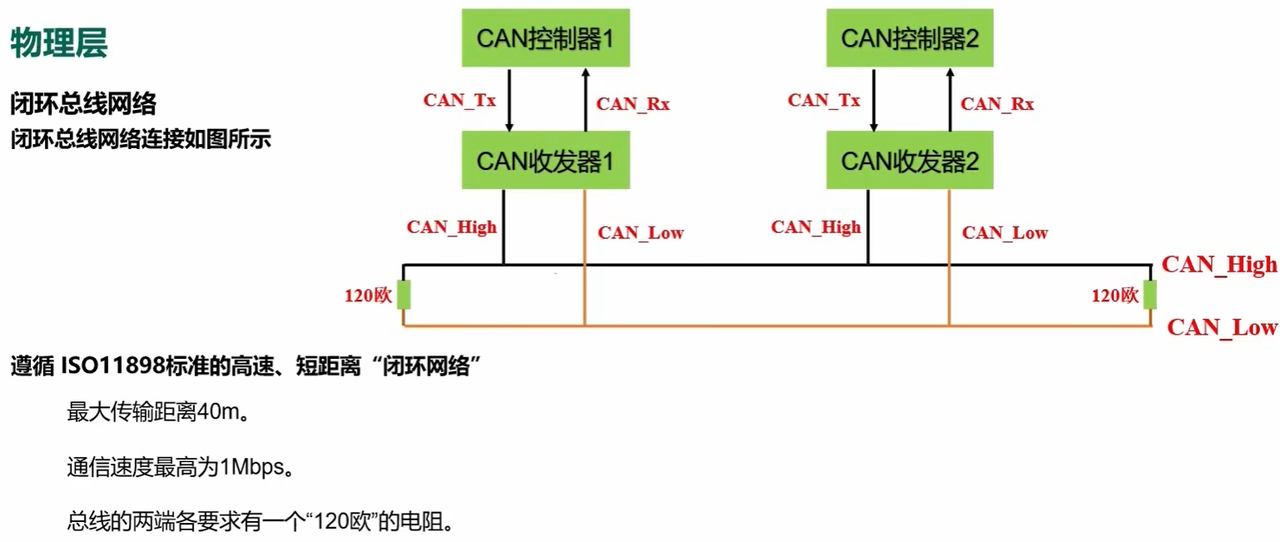 物理层
闭环总线网络
闭环总线网络连接如图所示
CAN控制器1
CAN控制器2
CAN_Tx
CAN_Rx
CAN_Tx
CAN_Rx
CAN收发器1
CAN收发器2
CAN_High
CAN_Low
CAN_High
CAN_Low
CAN_High
120欧
120欧
CAN_Low
遵循 ISO11898标准的高速、短距离“闭环网络”
最大传输距离40m。
通信速度最高为1Mbps。
总线的两端各要求有一个“120欧”的电阻。